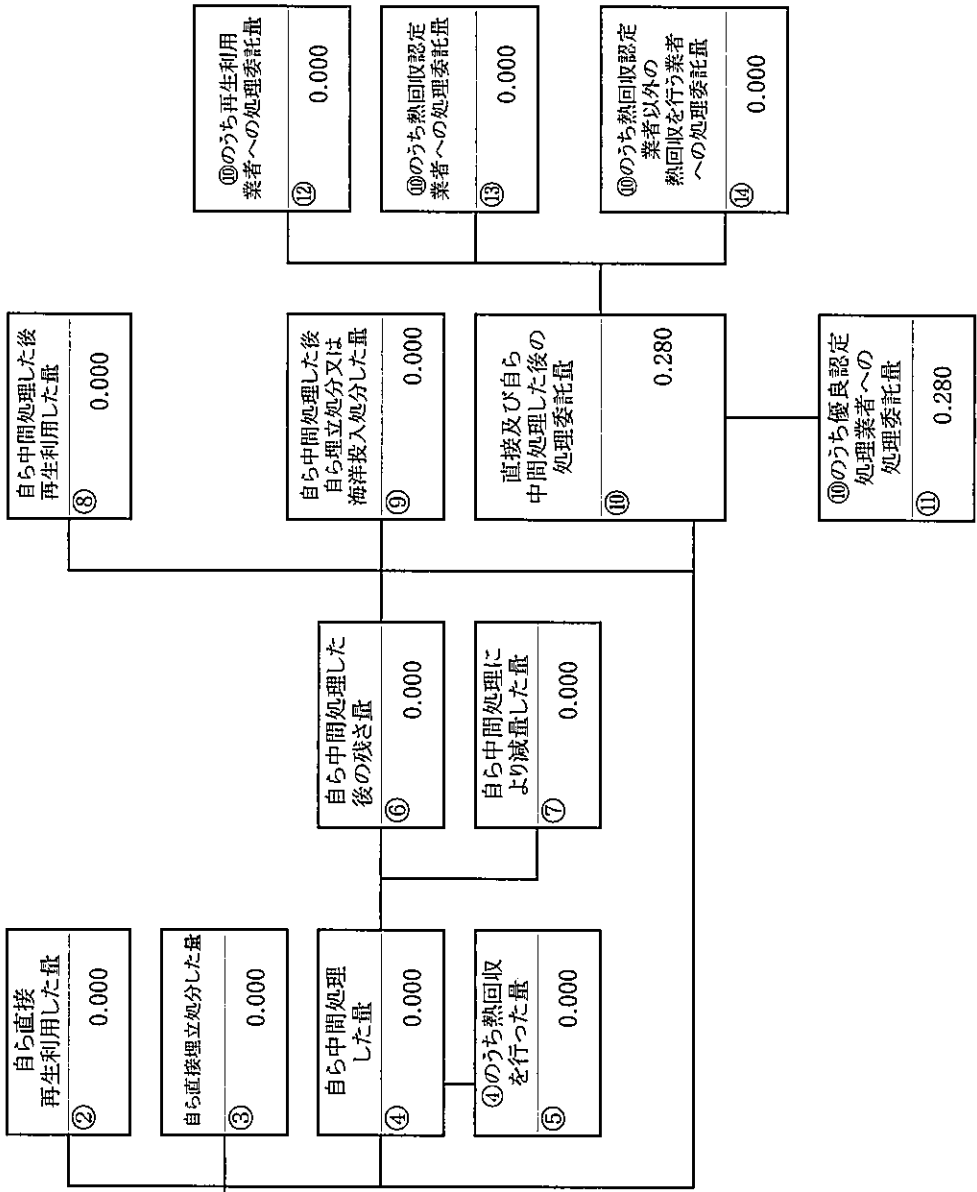 自ら直接
再生利用した量
②
0.000
自ら直接埋立処分した量
③
0.000
自ら中間処理
した量
④
0.000
④のうち熱回収
を行った量
⑤
0.000
自ら中間処理した
後の残さ量
⑥
0.000
自ら中間処理に
より減量した量
⑦
0.000
自ら中間処理した後
再生利用した量
⑧
0.000
自ら中間処理した後
自ら埋立処分又は
海洋投入処分した量
⑨
0.000
直接及び自ら
中間処理した後の
処理委託量
⑩
0.280
⑩のうち優良認定
処理業者への
処理委託量
⑪
0.280
⑩のうち再生利用
業者への処理委託量
⑫
0.000
⑩のうち熱回収認定
業者への処理委託量
⑬
0.000
⑩のうち熱回収認定
業者以外の
熱回収を行う業者
への処理委託量
⑭
0.000